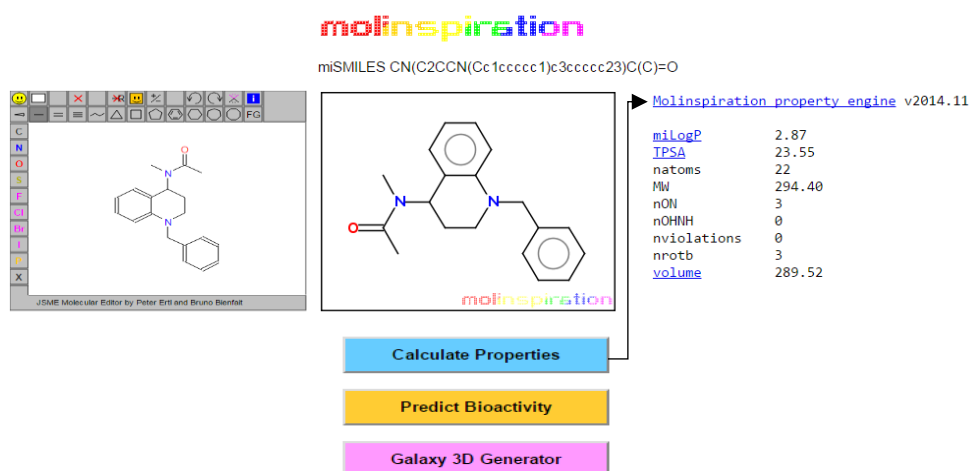 molinspiration
miSMILES CN(C2CCN(Cc1ccccc1)c3ccccc23)C(C)=O
FG
C
N
O
S
F
Cl
Br
I
X
O
N
N
JSME Molecular Editor by Peter Ertl and Bruno Bienfait
N
N
O
molinspiration
Molinspiration property engine v2014.11
miLogP 2.87
TPSA 23.55
natoms 22
MW 294.40
nON 3
nOHNH 0
nviolations 0
nrotb 3
volume 289.52
Calculate Properties
Predict Bioactivity
Galaxy 3D Generator